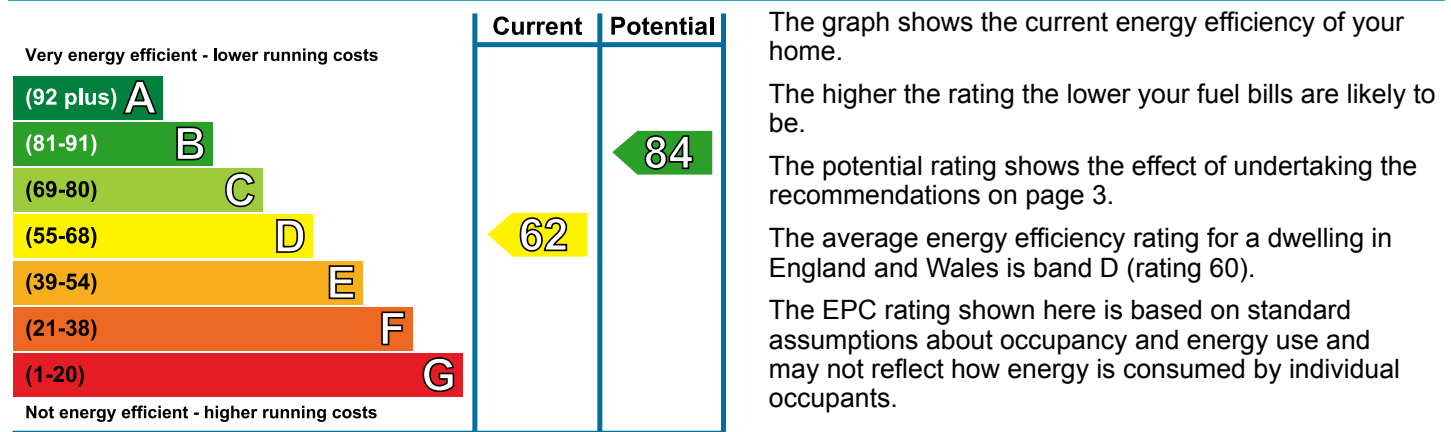 Current Potential
Very energy efficient - lower running costs
(92 plus) A
(81-91) B
84
(69-80) C
(55-68) D
62
(39-54) E
(21-38) F
(1-20) G
Not energy efficient - higher running costs
The graph shows the current energy efficiency of your
home.
The higher the rating the lower your fuel bills are likely to
be.
The potential rating shows the effect of undertaking the
recommendations on page 3.
The average energy efficiency rating for a dwelling in
England and Wales is band D (rating 60).
The EPC rating shown here is based on standard
assumptions about occupancy and energy use and
may not reflect how energy is consumed by individual
occupants.